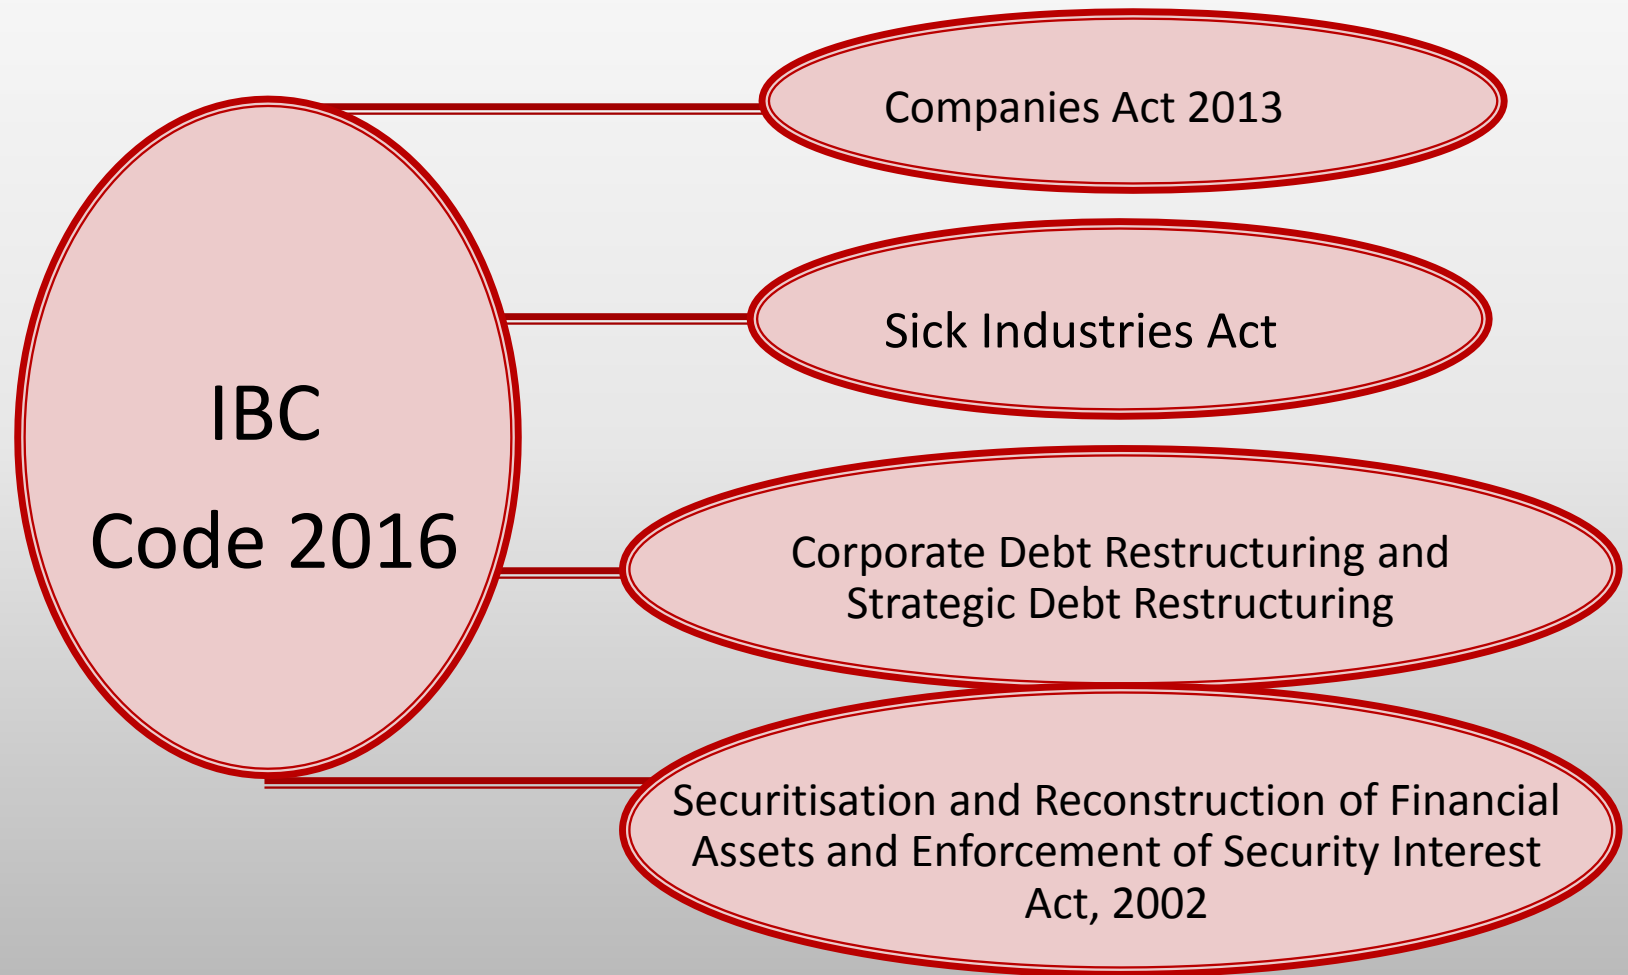 IBC
Code 2016
Companies Act 2013
Sick Industries Act
Corporate Debt Restructuring and
Strategic Debt Restructuring
Securitisation and Reconstruction of Financial
Assets and Enforcement of Security Interest
Act, 2002